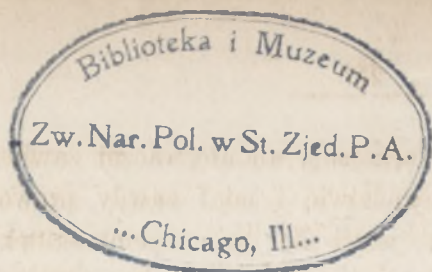 Biblioteka i Muzeum
Zw. Nar. Pol. w St. Zjed. P. A.
...Chicago, Ill...